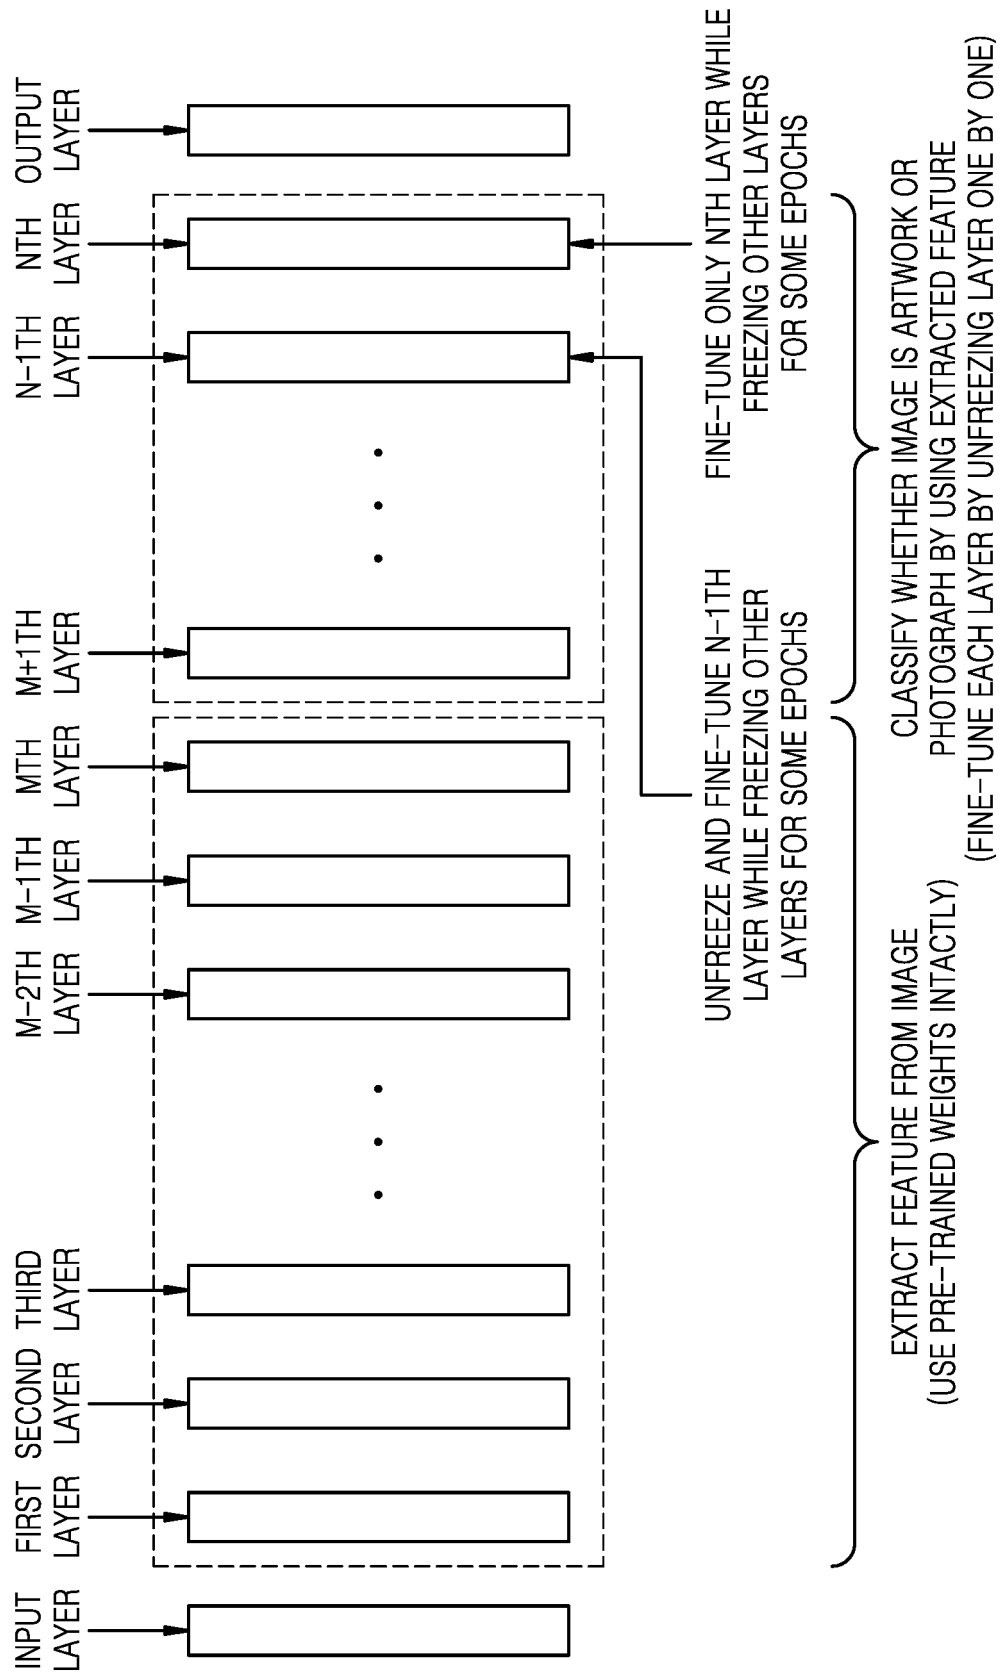 INPUT
LAYER
FIRST
LAYER
SECOND
LAYER
THIRD
LAYER
M-2TH
LAYER
M-1TH
LAYER
MTH
LAYER
M+1TH
LAYER
N-1TH
LAYER
NTH
LAYER
OUTPUT
LAYER
UNFREEZE AND FINE-TUNE N-1TH
LAYER WHILE FREEZING OTHER
LAYERS FOR SOME EPOCHS
FINE-TUNE ONLY NTH LAYER WHILE
FREEZING OTHER LAYERS
FOR SOME EPOCHS
EXTRACT FEATURE FROM IMAGE
(USE PRE-TRAINED WEIGHTS INTACTLY)
CLASSIFY WHETHER IMAGE IS ARTWORK OR
PHOTOGRAPH BY USING EXTRACTED FEATURE
(FINE-TUNE EACH LAYER BY UNFREEZING LAYER ONE BY ONE)